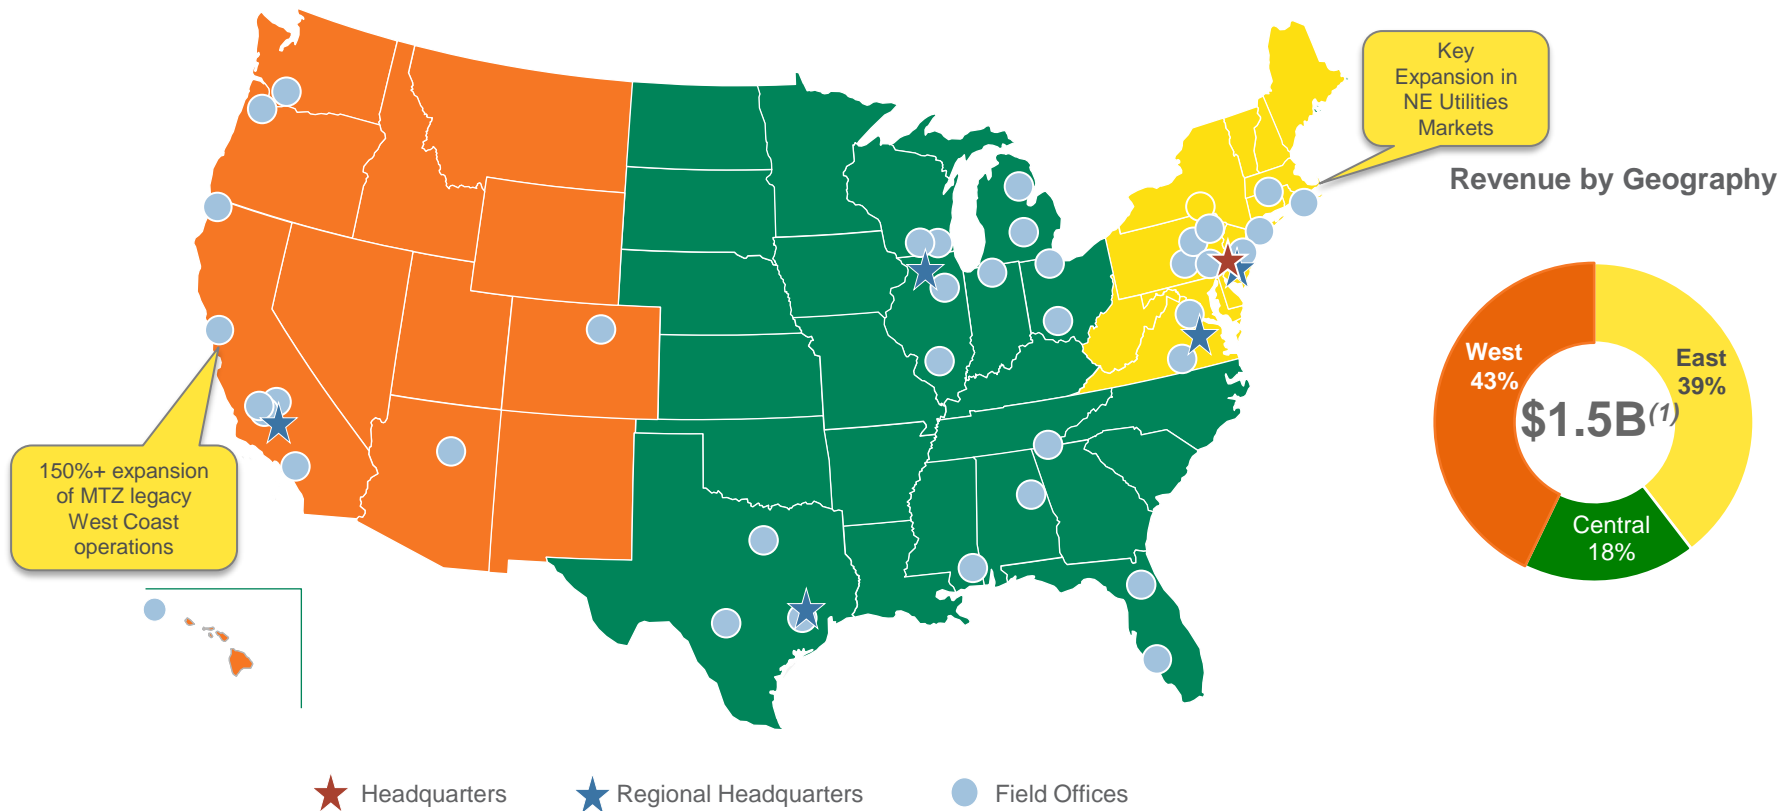 Key
Expansion in
NE Utilities
Markets
Revenue by Geography
West
43%
East
39%
$1.5B(1)
Central
18%
150%+ expansion
of MTZ legacy
West Coast
operations
Headquarters
Regional Headquarters
Field Offices